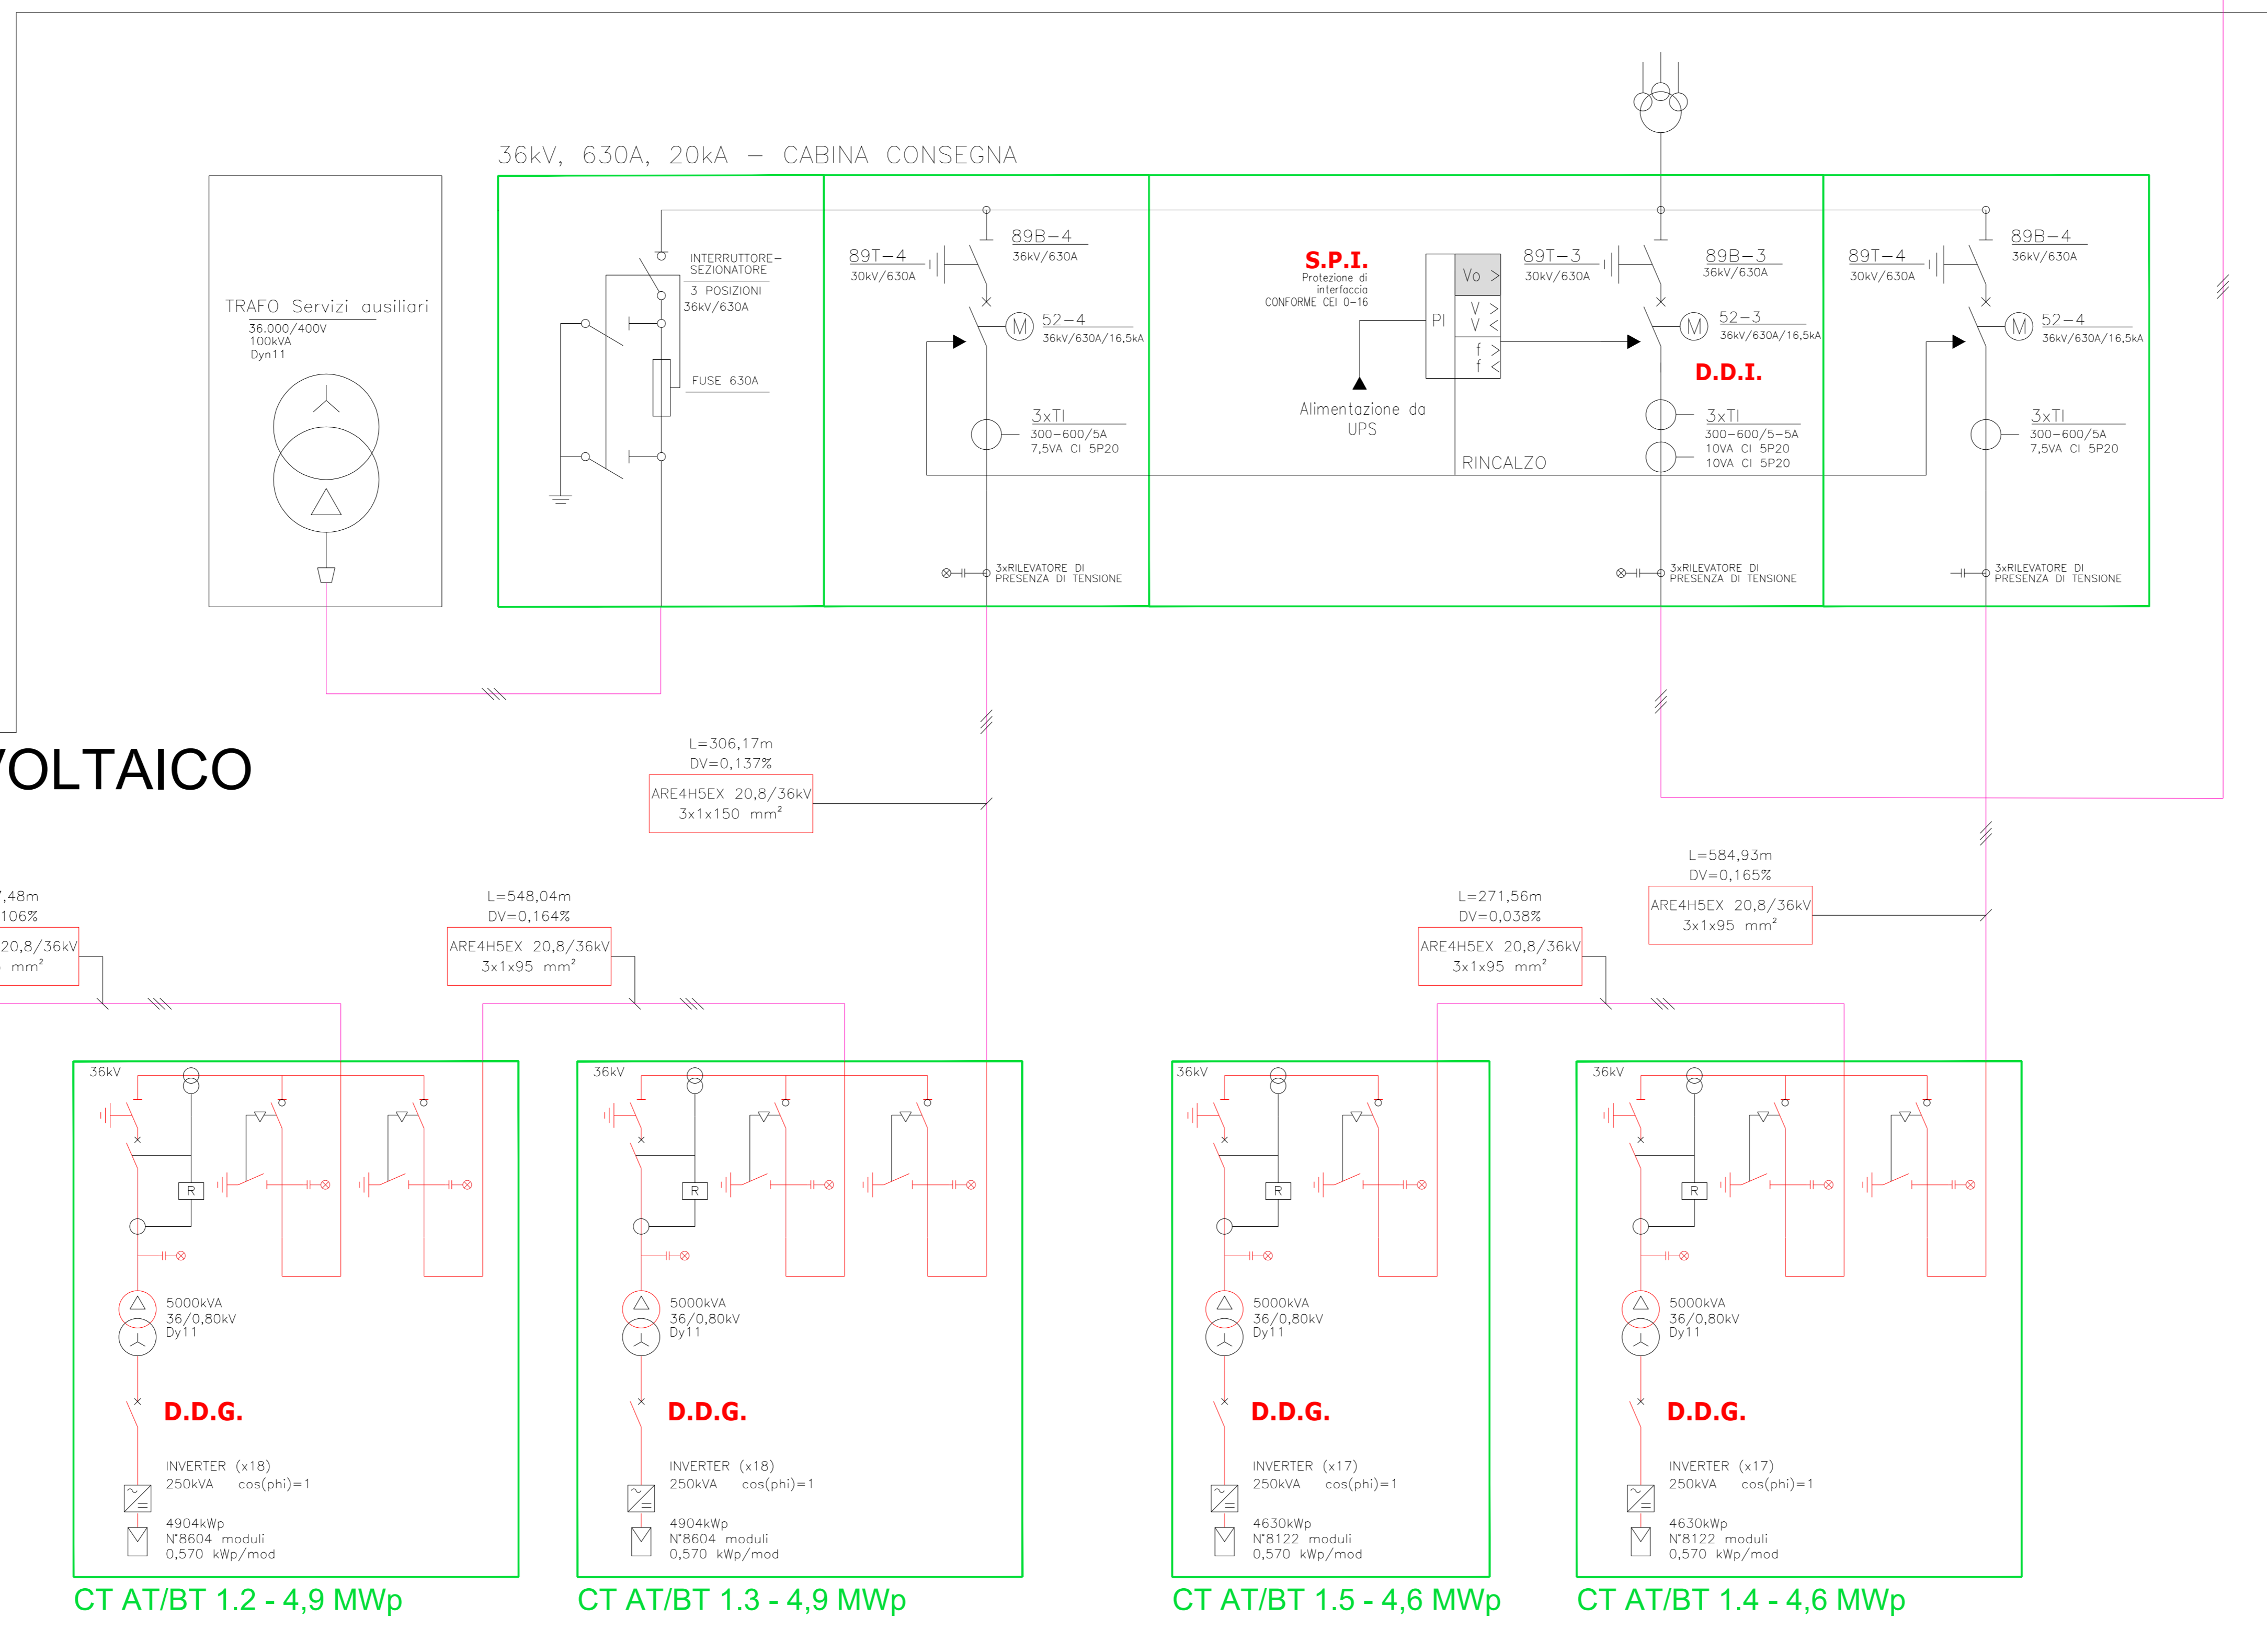 36kV, 630A, 20kA – CABINA CONSEGNA
TRAFO Servizi ausiliari
36.000/400V
100kVA
Dyn11
INTERRUTTORE–
SEZIONATORE
3 POSIZIONI
36kV/630A
FUSE 630A
89T–4
30kV/630A
89B–4
36kV/630A
M
52–4
36kV/630A/16,5kA
3xTI
300–600/5A
7,5VA Cl 5P20
3xRILEVATORE DI
PRESENZA DI TENSIONE
S.P.I.
Protezione di
interfaccia
CONFORME CEI 0–16
PI
Vo >
V >
V <
f >
f <
Alimentazione da
UPS
RINCALZO
89T–3
30kV/630A
89B–3
36kV/630A
M
52–3
36kV/630A/16,5kA
D.D.I.
3xTI
300–600/5–5A
10VA Cl 5P20
10VA Cl 5P20
3xRILEVATORE DI
PRESENZA DI TENSIONE
89T–4
30kV/630A
89B–4
36kV/630A
M
52–4
36kV/630A/16,5kA
3xTI
300–600/5A
7,5VA Cl 5P20
3xRILEVATORE DI
PRESENZA DI TENSIONE
VOLTAICO
L=306,17m
DV=0,137%
ARE4H5EX 20,8/36kV
3x1x150 mm²
,48m
106%
20,8/36kV
mm²
L=548,04m
DV=0,164%
ARE4H5EX 20,8/36kV
3x1x95 mm²
L=271,56m
DV=0,038%
ARE4H5EX 20,8/36kV
3x1x95 mm²
L=584,93m
DV=0,165%
ARE4H5EX 20,8/36kV
3x1x95 mm²
36kV
R
5000kVA
36/0,80kV
Dy11
D.D.G.
INVERTER (x18)
250kVA cos(phi)=1
4904kWp
N°8604 moduli
0,570 kWp/mod
CT AT/BT 1.2 - 4,9 MWp
36kV
R
5000kVA
36/0,80kV
Dy11
D.D.G.
INVERTER (x18)
250kVA cos(phi)=1
4904kWp
N°8604 moduli
0,570 kWp/mod
CT AT/BT 1.3 - 4,9 MWp
36kV
R
5000kVA
36/0,80kV
Dy11
D.D.G.
INVERTER (x17)
250kVA cos(phi)=1
4630kWp
N°8122 moduli
0,570 kWp/mod
CT AT/BT 1.5 - 4,6 MWp
36kV
R
5000kVA
36/0,80kV
Dy11
D.D.G.
INVERTER (x17)
250kVA cos(phi)=1
4630kWp
N°8122 moduli
0,570 kWp/mod
CT AT/BT 1.4 - 4,6 MWp